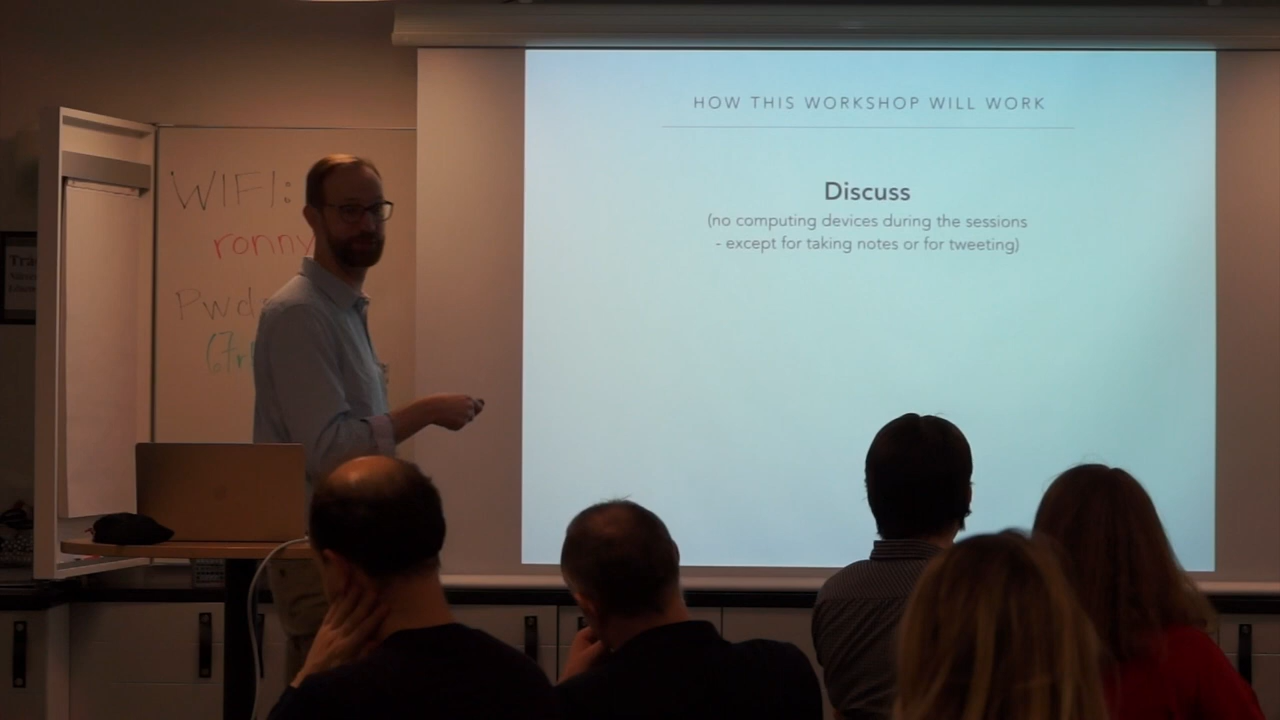 WIFI:
ronny
Pwd
HOW THIS WORKSHOP WILL WORK
Discuss
(no computing devices during the sessions
- except for taking notes or for tweeting)